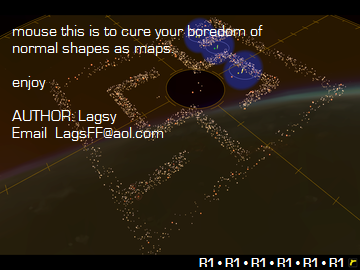 mouse this is to cure your boredom of
normal shapes as maps
enjoy
AUTHOR: Lagsy
Email  LagsFF@aol.com
R1 • R1 • R1 • R1 • R1 • R1 r